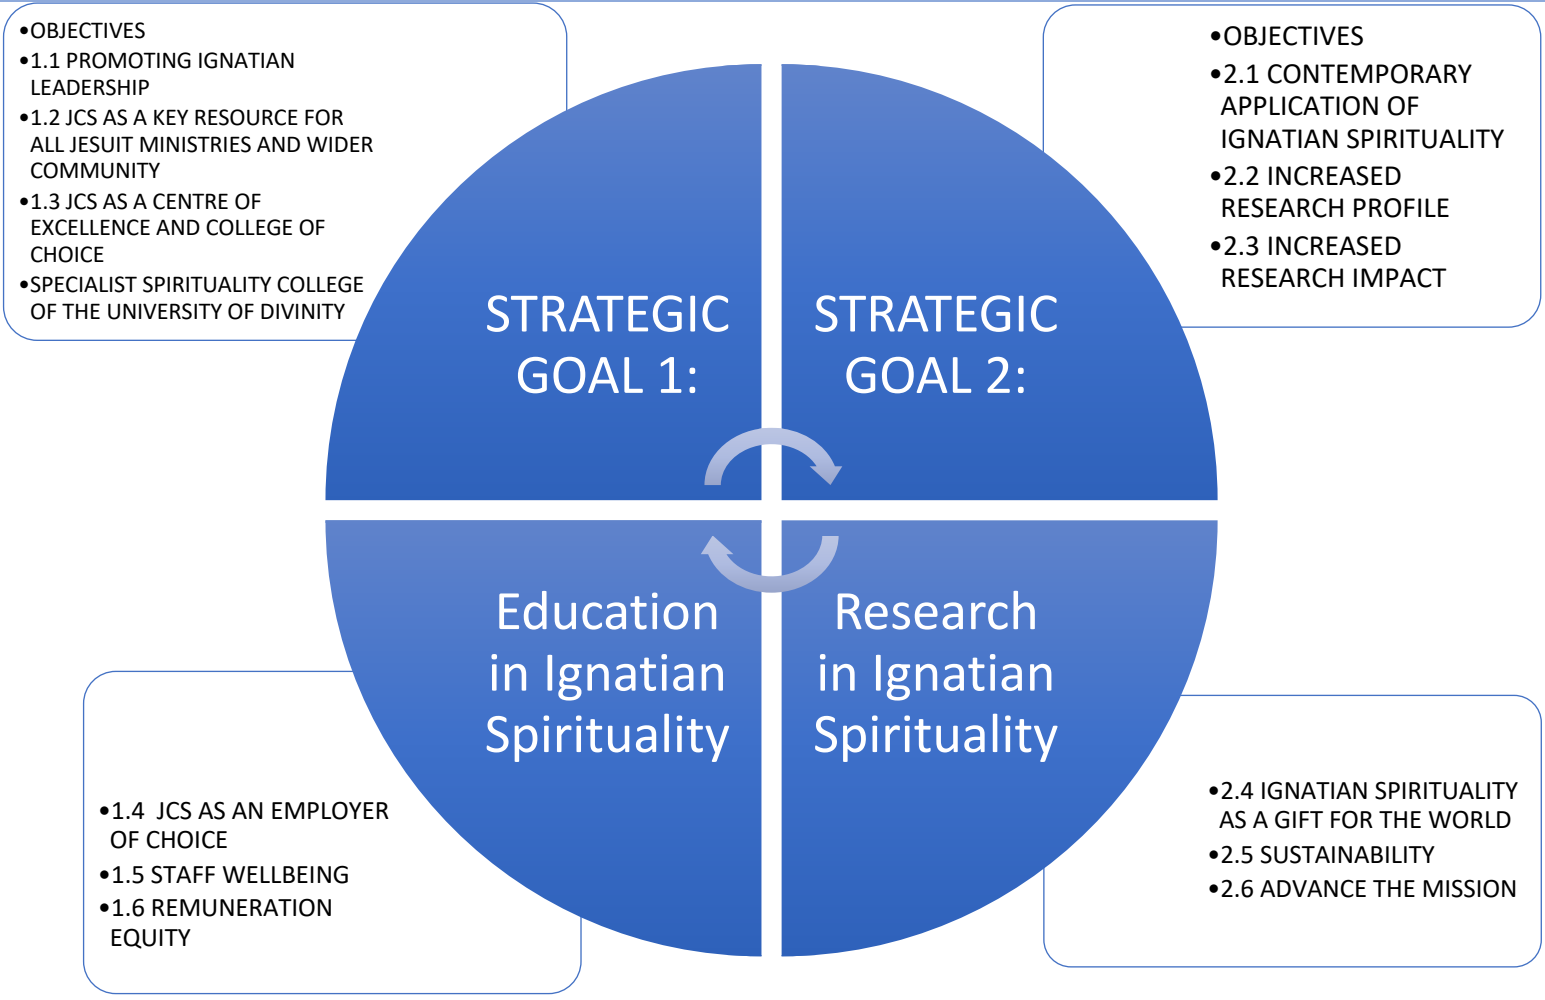 •OBJECTIVES
•1.1 PROMOTING IGNATIAN
LEADERSHIP
•1.2 JCS AS A KEY RESOURCE FOR
ALL JESUIT MINISTRIES AND WIDER
COMMUNITY
•1.3 JCS AS A CENTRE OF
EXCELLENCE AND COLLEGE OF
CHOICE
•SPECIALIST SPIRITUALITY COLLEGE
OF THE UNIVERSITY OF DIVINITY
•OBJECTIVES
•2.1 CONTEMPORARY
APPLICATION OF
IGNATIAN SPIRITUALITY
•2.2 INCREASED
RESEARCH PROFILE
•2.3 INCREASED
RESEARCH IMPACT
STRATEGIC
GOAL 1:
STRATEGIC
GOAL 2:
Education
in Ignatian
Spirituality
Research
in Ignatian
Spirituality
•1.4  JCS AS AN EMPLOYER
OF CHOICE
•1.5 STAFF WELLBEING
•1.6 REMUNERATION
EQUITY
•2.4 IGNATIAN SPIRITUALITY
AS A GIFT FOR THE WORLD
•2.5 SUSTAINABILITY
•2.6 ADVANCE THE MISSION